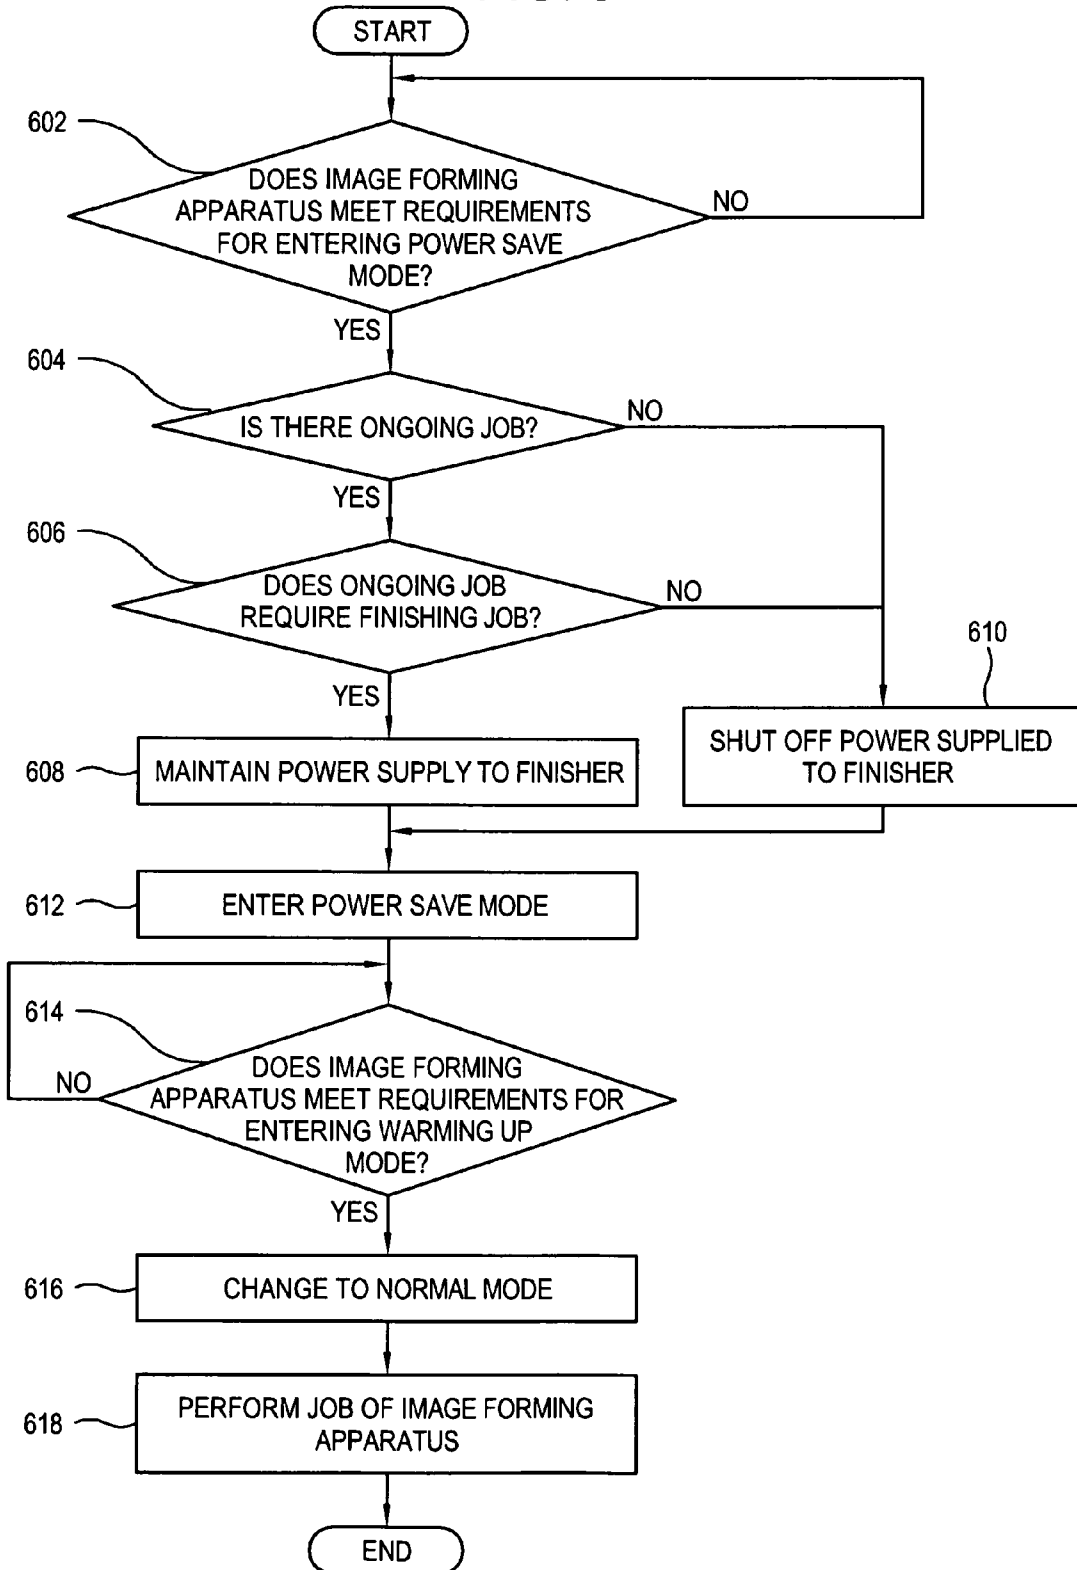 START
602
DOES IMAGE FORMING
APPARATUS MEET REQUIREMENTS
FOR ENTERING POWER SAVE
MODE?
NO
YES
604
IS THERE ONGOING JOB?
NO
YES
606
DOES ONGOING JOB
REQUIRE FINISHING JOB?
NO
YES
610
SHUT OFF POWER SUPPLIED
TO FINISHER
608
MAINTAIN POWER SUPPLY TO FINISHER
612
ENTER POWER SAVE MODE
614
DOES IMAGE FORMING
APPARATUS MEET REQUIREMENTS FOR
ENTERING WARMING UP
MODE?
NO
YES
616
CHANGE TO NORMAL MODE
618
PERFORM JOB OF IMAGE FORMING
APPARATUS
END